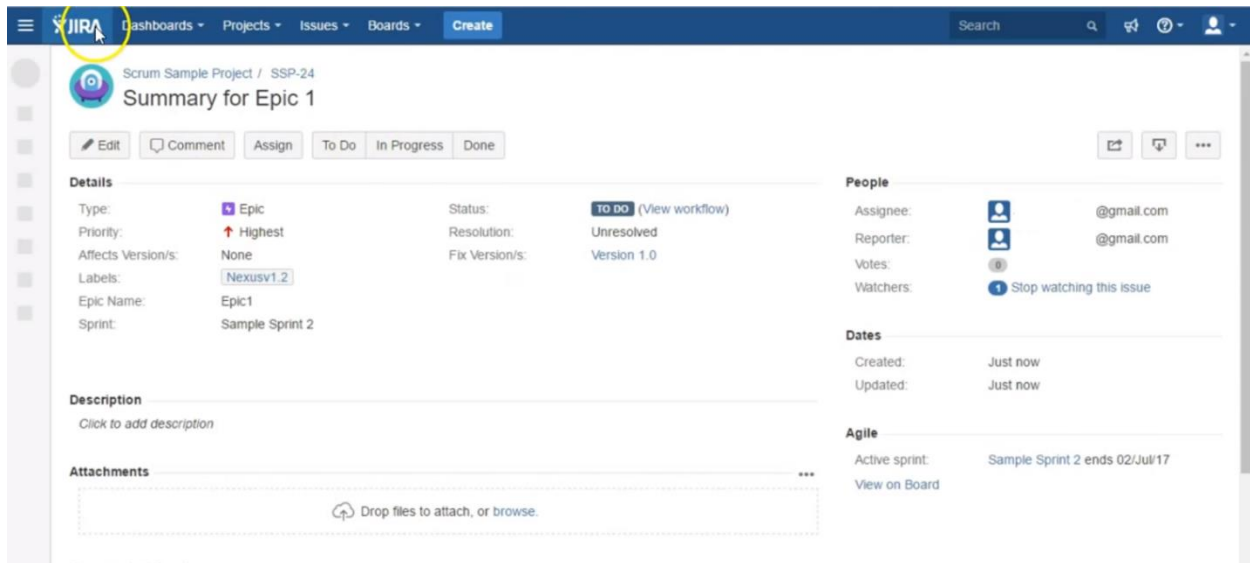 JIRA Dashboards Projects Issues Boards Create Search
Scrum Sample Project / SSP-24
Summary for Epic 1
Edit Comment Assign To Do In Progress Done
Details
Type: Epic Status: TO DO (View workflow)
Priority: Highest Resolution: Unresolved
Affects Version/s: None Fix Version/s: Version 1.0
Labels: Nexusv1.2
Epic Name: Epic1
Sprint: Sample Sprint 2
Description
Click to add description
Attachments
Drop files to attach, or browse.
People
Assignee: @gmail.com
Reporter: @gmail.com
Votes: 0
Watchers: 1 Stop watching this issue
Dates
Created: Just now
Updated: Just now
Agile
Active sprint: Sample Sprint 2 ends 02/Jul/17
View on Board